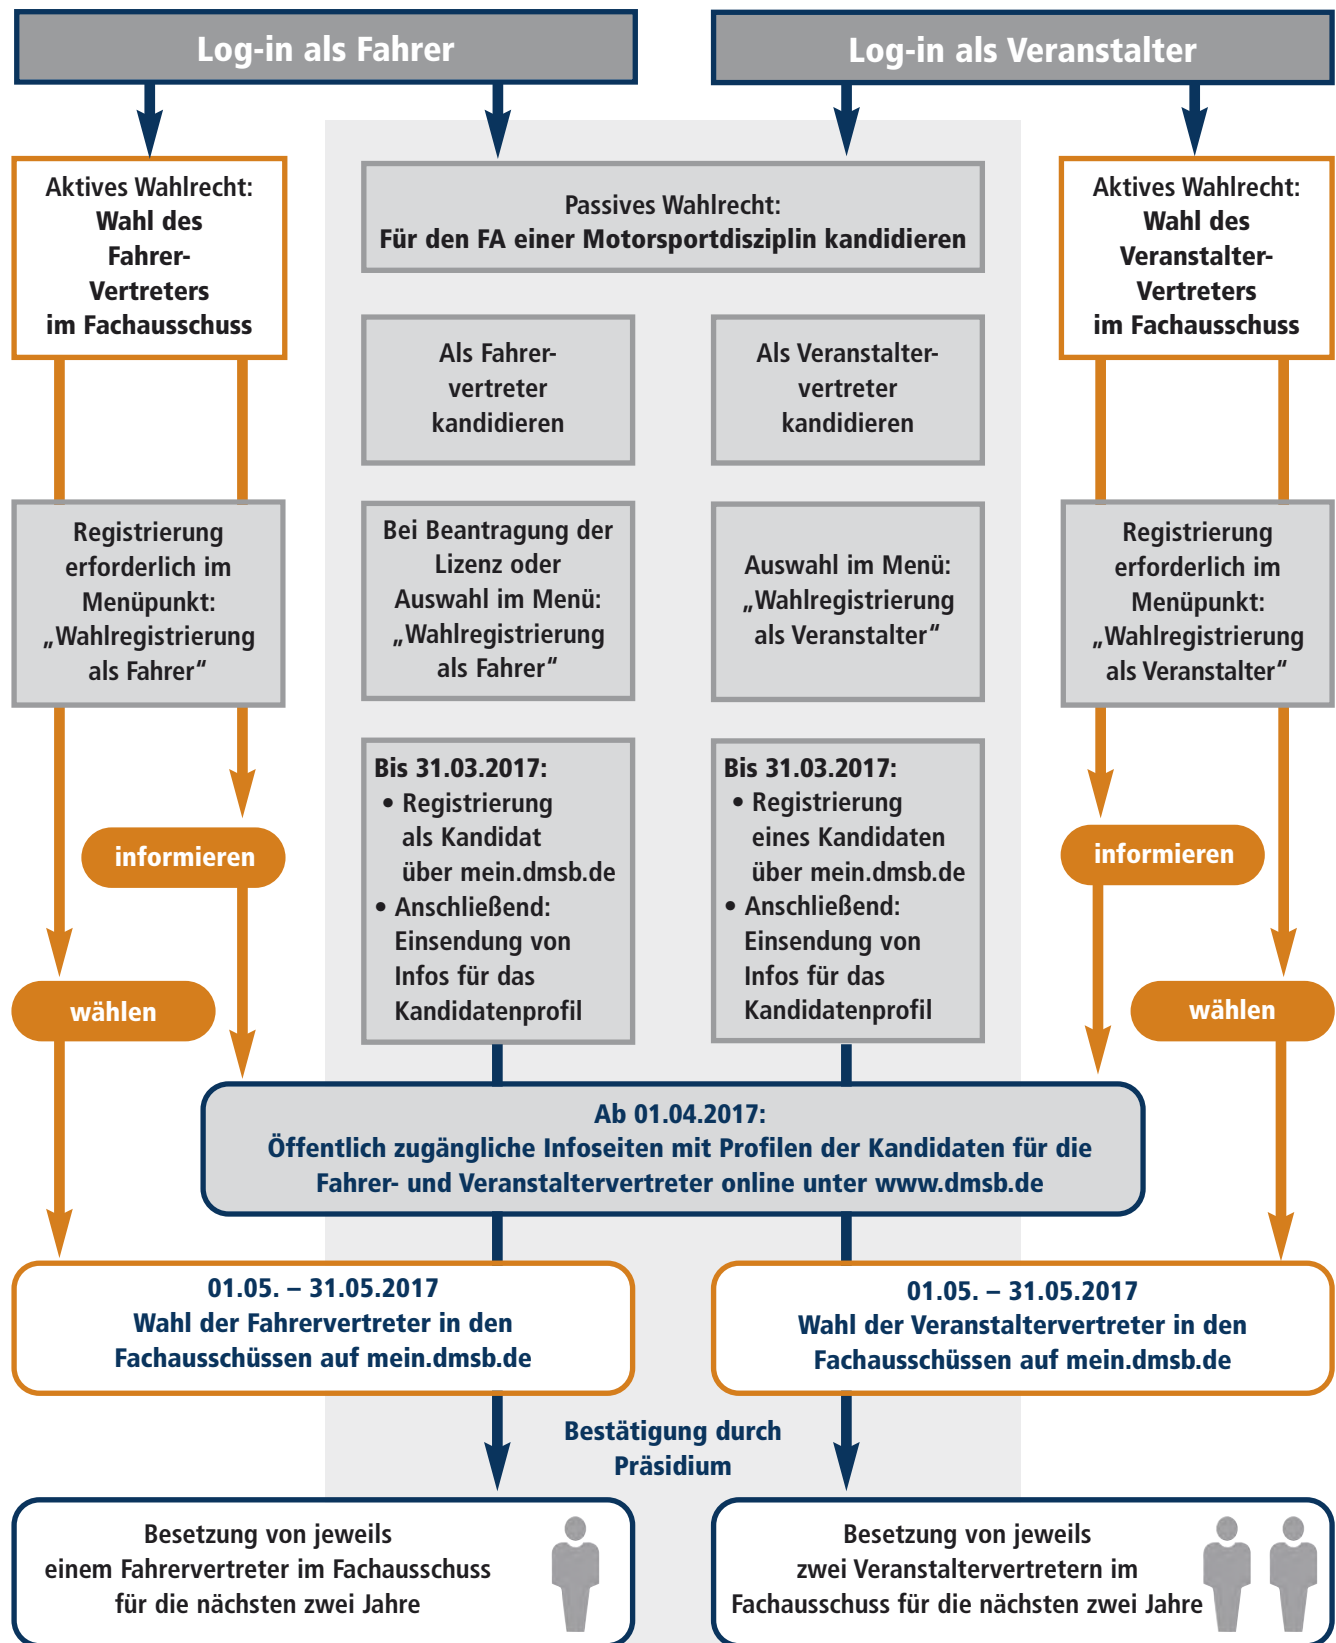 Log-in als Fahrer
Log-in als Veranstalter
Aktives Wahlrecht:
Wahl des
Fahrer-
Vertreters
im Fachausschuss
Passives Wahlrecht:
Für den FA einer Motorsportdisziplin kandidieren
Aktives Wahlrecht:
Wahl des
Veranstalter-
Vertreters
im Fachausschuss
Als Fahrer-
vertreter
kandidieren
Als Veranstalter-
vertreter
kandidieren
Registrierung
erforderlich im
Menüpunkt:
„Wahlregistrierung
als Fahrer“
Bei Beantragung der
Lizenz oder
Auswahl im Menü:
„Wahlregistrierung
als Fahrer“
Auswahl im Menü:
„Wahlregistrierung
als Veranstalter“
Registrierung
erforderlich im
Menüpunkt:
„Wahlregistrierung
als Veranstalter“
Bis 31.03.2017:
• Registrierung
als Kandidat
über mein.dmsb.de
• Anschließend:
Einsendung von
Infos für das
Kandidatenprofil
Bis 31.03.2017:
• Registrierung
eines Kandidaten
über mein.dmsb.de
• Anschließend:
Einsendung von
Infos für das
Kandidatenprofil
informieren
informieren
wählen
wählen
Ab 01.04.2017:
Öffentlich zugängliche Infoseiten mit Profilen der Kandidaten für die
Fahrer- und Veranstaltervertreter online unter www.dmsb.de
01.05. – 31.05.2017
Wahl der Fahrervertreter in den
Fachausschüssen auf mein.dmsb.de
01.05. – 31.05.2017
Wahl der Veranstaltervertreter in den
Fachausschüssen auf mein.dmsb.de
Bestätigung durch
Präsidium
Besetzung von jeweils
einem Fahrervertreter im Fachausschuss
für die nächsten zwei Jahre
Besetzung von jeweils
zwei Veranstaltervertretern im
Fachausschuss für die nächsten zwei Jahre